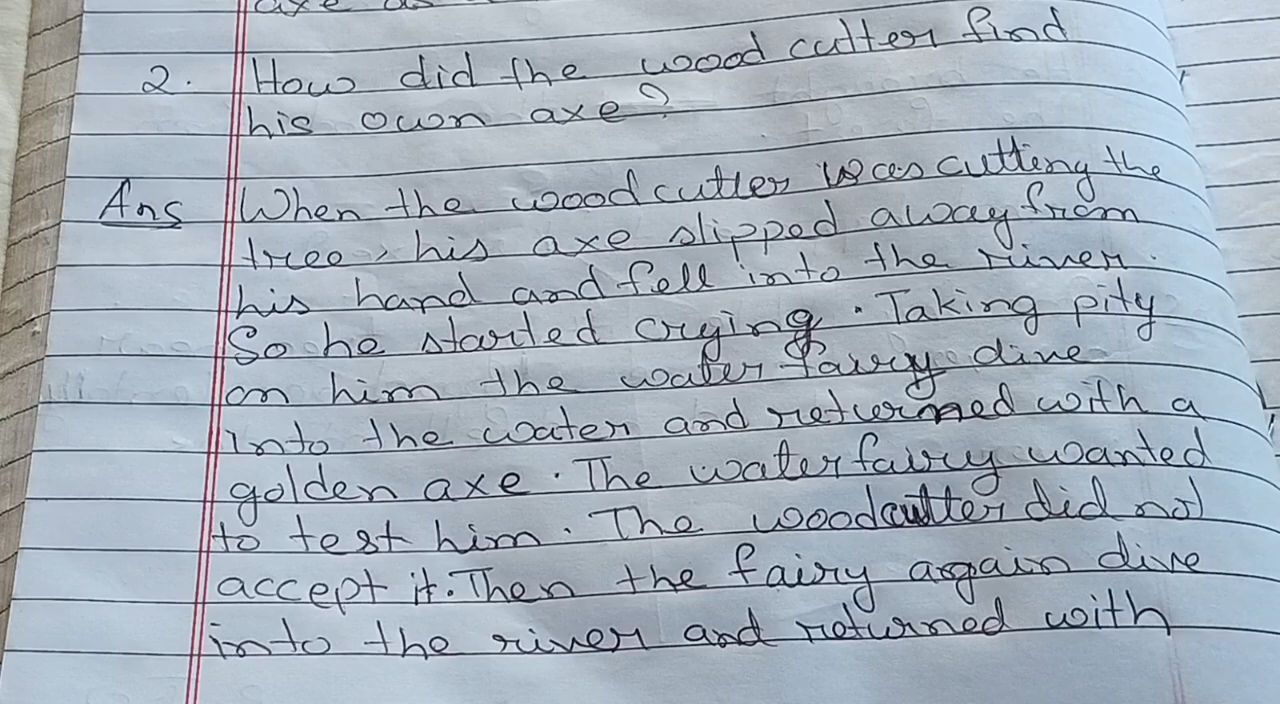 axe as
2. How did the wood cutter find
his own axe?
Ans When the woodcutter was cutting the
tree, his axe slipped away from
his hand and fell into the river.
So he started crying. Taking pity
on him the water fairy dive
into the water and returned with a
golden axe. The water fairy wanted
to test him. The woodcutter did not
accept it. Then the fairy again dive
into the river and returned with